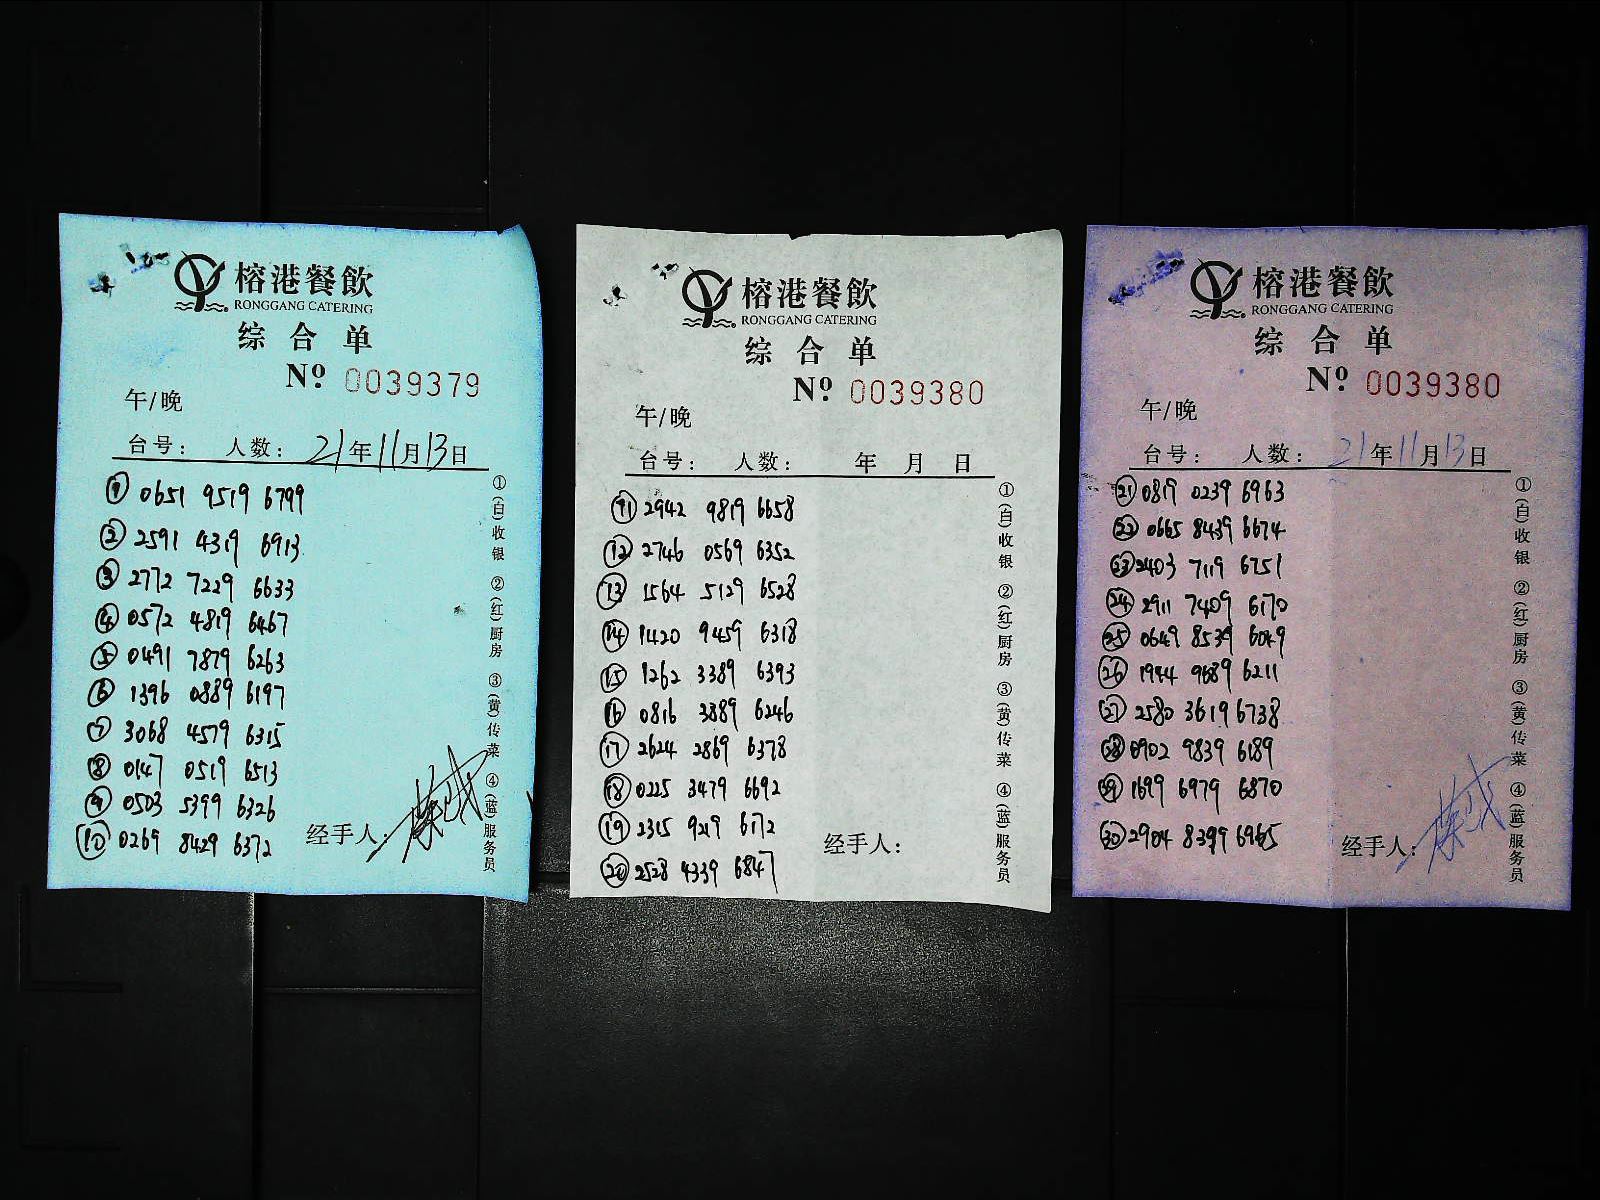 榕港餐飲
RONGGANG CATERING
综合单
Nº 0039379
午/晚
台号： 人数： 21年11月13日
① 0651 9519 6799
② 2591 4319 6913
③ 2772 7229 6633
④ 0572 4819 6467
⑤ 0491 7879 6263
⑥ 1396 0889 6197
⑦ 3068 4579 6315
⑧ 0147 0519 6513
⑨ 0503 5399 6326
⑩ 0269 8429 6372
经手人：
①(白)收银 ②(红)厨房 ③(黄)传菜 ④(蓝)服务员
榕港餐飲
RONGGANG CATERING
综合单
Nº 0039380
午/晚
台号： 人数： 年 月 日
⑪ 2942 9819 6658
⑫ 2746 0569 6352
⑬ 1564 5129 6528
⑭ 1420 9459 6318
⑮ 1262 3389 6393
⑯ 0816 3889 6246
⑰ 2624 2869 6378
⑱ 0225 3479 6692
⑲ 2315 9219 6172
⑳ 2528 4339 6847
经手人：
①(白)收银 ②(红)厨房 ③(黄)传菜 ④(蓝)服务员
榕港餐飲
RONGGANG CATERING
综合单
Nº 0039380
午/晚
台号： 人数： 21年11月13日
㉑ 0819 0239 6963
㉒ 0665 8439 6674
㉓ 2403 7119 6751
㉔ 2911 7409 6170
㉕ 0649 8539 6049
㉖ 1944 9689 6211
㉗ 2580 3619 6738
㉘ 0902 9839 6189
㉙ 1699 6979 6870
㉚ 2904 8399 6965
经手人：
①(白)收银 ②(红)厨房 ③(黄)传菜 ④(蓝)服务员